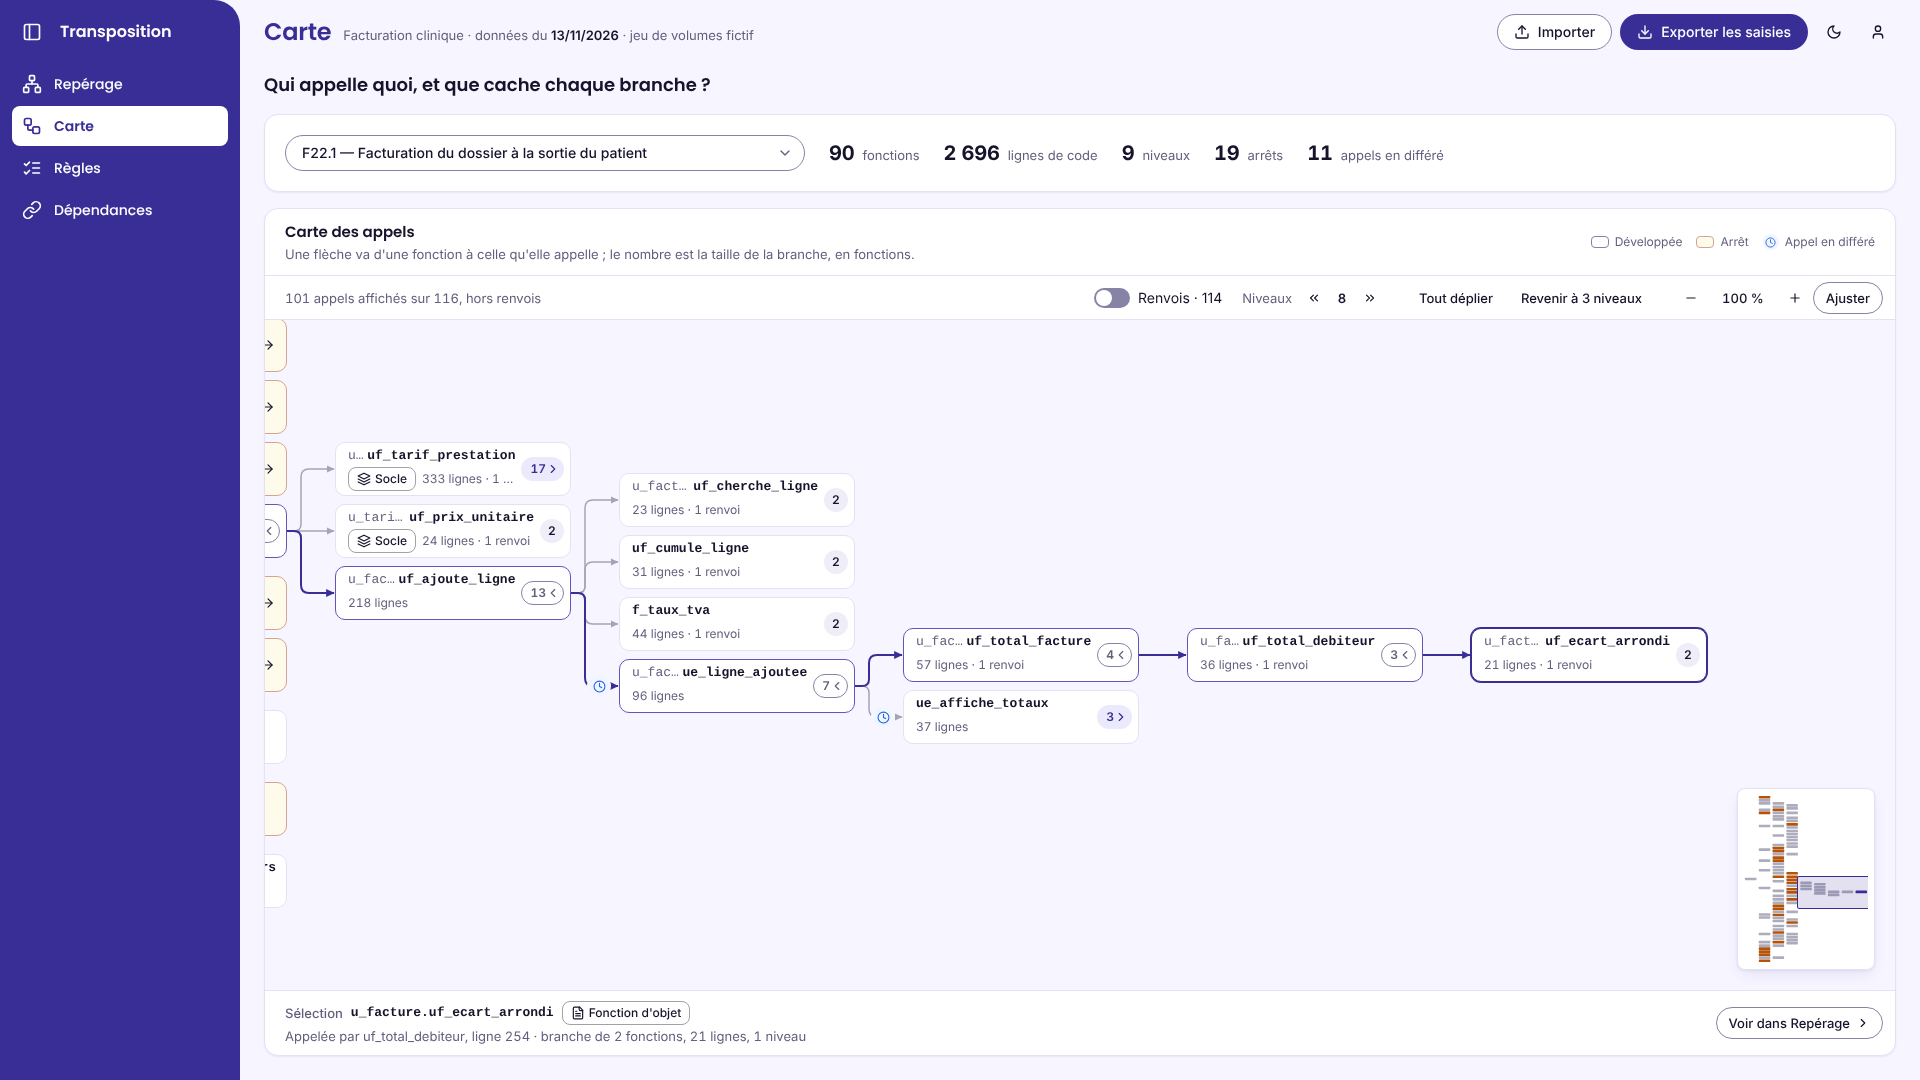 Transposition
Repérage
Carte
Règles
Dépendances
Carte
Facturation clinique · données du 13/11/2026 · jeu de volumes fictif
Importer
Exporter les saisies
Qui appelle quoi, et que cache chaque branche ?
F22.1 — Facturation du dossier à la sortie du patient
90 fonctions
2 696 lignes de code
9 niveaux
19 arrêts
11 appels en différé
Carte des appels
Une flèche va d'une fonction à celle qu'elle appelle ; le nombre est la taille de la branche, en fonctions.
Développée
Arrêt
Appel en différé
101 appels affichés sur 116, hors renvois
Renvois · 114
Niveaux
8
Tout déplier
Revenir à 3 niveaux
100 %
Ajuster
rs
u… uf_tarif_prestation
Socle
333 lignes · 1 …
17
u_tari… uf_prix_unitaire
Socle
24 lignes · 1 renvoi
2
u_fac… uf_ajoute_ligne
218 lignes
13
u_fact… uf_cherche_ligne
23 lignes · 1 renvoi
2
uf_cumule_ligne
31 lignes · 1 renvoi
2
f_taux_tva
44 lignes · 1 renvoi
2
u_fac… ue_ligne_ajoutee
96 lignes
7
u_fac… uf_total_facture
57 lignes · 1 renvoi
4
ue_affiche_totaux
37 lignes
3
u_fa… uf_total_debiteur
36 lignes · 1 renvoi
3
u_fact… uf_ecart_arrondi
21 lignes · 1 renvoi
2
Sélection u_facture.uf_ecart_arrondi
Fonction d'objet
Appelée par uf_total_debiteur, ligne 254 · branche de 2 fonctions, 21 lignes, 1 niveau
Voir dans Repérage